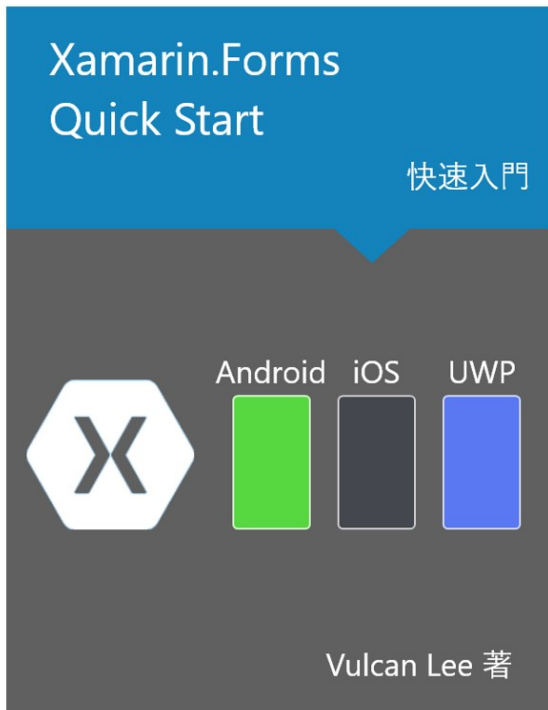 Xamarin.Forms
Quick Start
快速入門
Android iOS UWP
Vulcan Lee 著